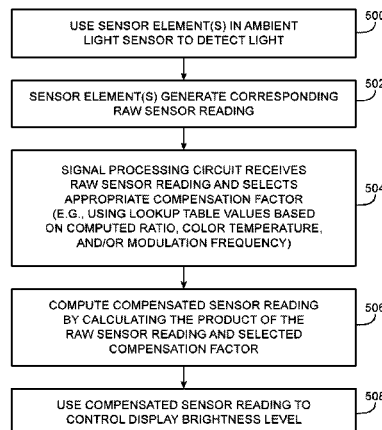 500
USE SENSOR ELEMENT(S) IN AMBIENT
LIGHT SENSOR TO DETECT LIGHT
502
SENSOR ELEMENT(S) GENERATE CORRESPONDING
RAW SENSOR READING
504
SIGNAL PROCESSING CIRCUIT RECEIVES
RAW SENSOR READING AND SELECTS
APPROPRIATE COMPENSATION FACTOR
(E.G., USING LOOKUP TABLE VALUES BASED
ON COMPUTED RATIO, COLOR TEMPERATURE,
AND/OR MODULATION FREQUENCY)
506
COMPUTE COMPENSATED SENSOR READING
BY CALCULATING THE PRODUCT OF THE
RAW SENSOR READING AND SELECTED
COMPENSATION FACTOR
508
USE COMPENSATED SENSOR READING TO
CONTROL DISPLAY BRIGHTNESS LEVEL